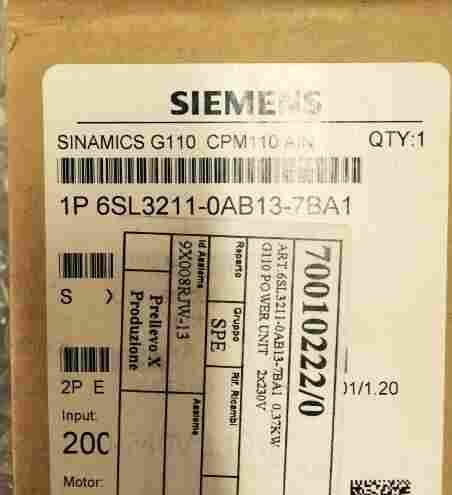 SIEMENS
SINAMICS G110 CPM110 AIN QTY:1
1P 6SL3211-0AB13-7BA1
S
2P E
01/1.20
Input:
200
Motor:
70010222/0
ART.6SL3211-0AB13-7BA1 0.37KW
G110 POWER UNIT 2x230V
Reparto Gruppo Rif. Ricambi
SPE
Id Assieme Assieme
9X008RJW-13
Prelievo X
Produzione